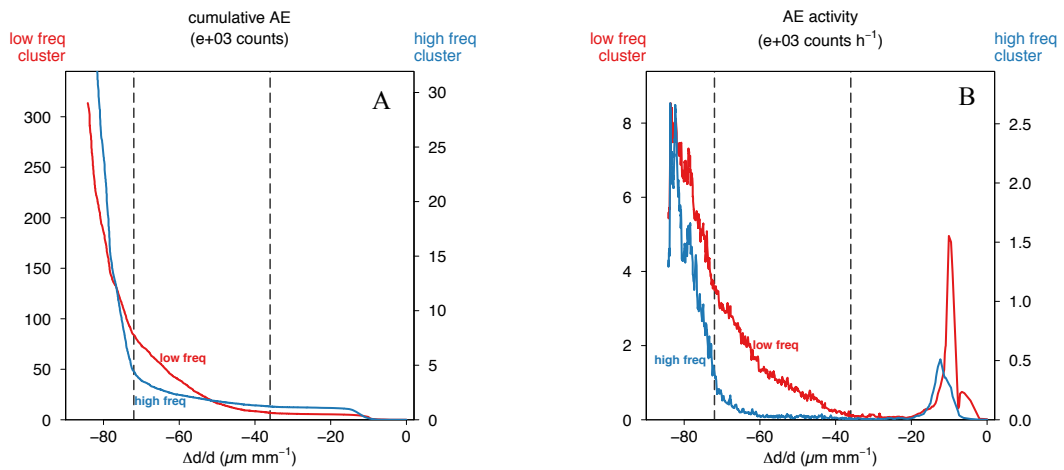 cumulative AE
(e+03 counts)
low freq
cluster
high freq
cluster
A
300
250
200
150
100
50
0
30
25
20
15
10
5
0
low freq
high freq
−80
−60
−40
−20
0
Δd/d (μm mm⁻¹)
AE activity
(e+03 counts h⁻¹)
low freq
cluster
high freq
cluster
B
8
6
4
2
0
2.5
2.0
1.5
1.0
0.5
0.0
low freq
high freq
−80
−60
−40
−20
0
Δd/d (μm mm⁻¹)